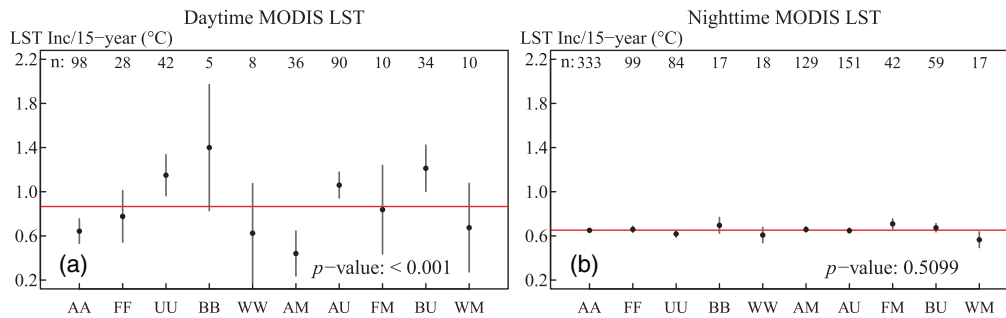 Daytime MODIS LST
LST Inc/15−year (°C)
n: 98 28 42 5 8 36 90 10 34 10
2.2
1.8
1.4
1.0
0.6
0.2
(a)
p−value: < 0.001
AA FF UU BB WW AM AU FM BU WM
Nighttime MODIS LST
LST Inc/15−year (°C)
n: 333 99 84 17 18 129 151 42 59 17
2.2
1.8
1.4
1.0
0.6
0.2
(b)
p−value: 0.5099
AA FF UU BB WW AM AU FM BU WM